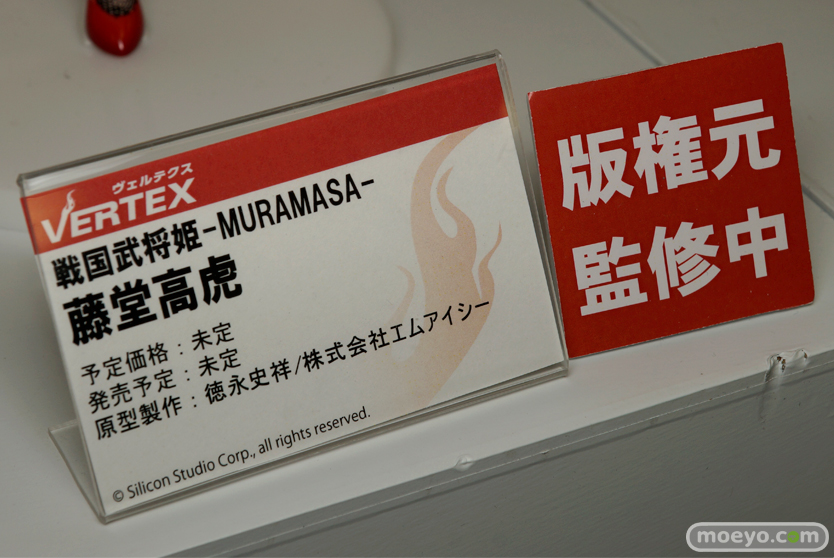 ヴェルテクス
VERTEX
戦国武将姫-MURAMASA-
藤堂高虎
予定価格：未定
発売予定：未定
原型製作：徳永史祥/株式会社エムアイシー
© Silicon Studio Corp., all rights reserved.
版権元
監修中
moeyo.com